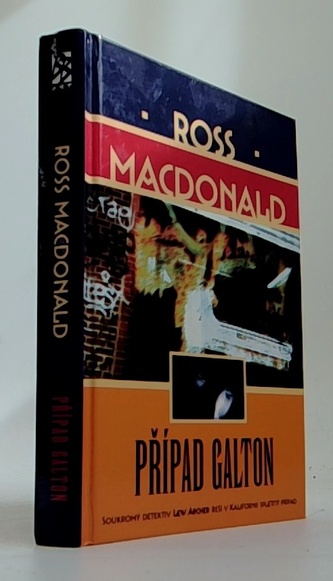 ROSS MACDONALD
PŘÍPAD GALTON
ROSS
MACDONALD
PŘÍPAD GALTON
SOUKROMÝ DETEKTIV LEW ARCHER ŘEŠÍ V KALIFORNII SPLETITÝ PŘÍPAD